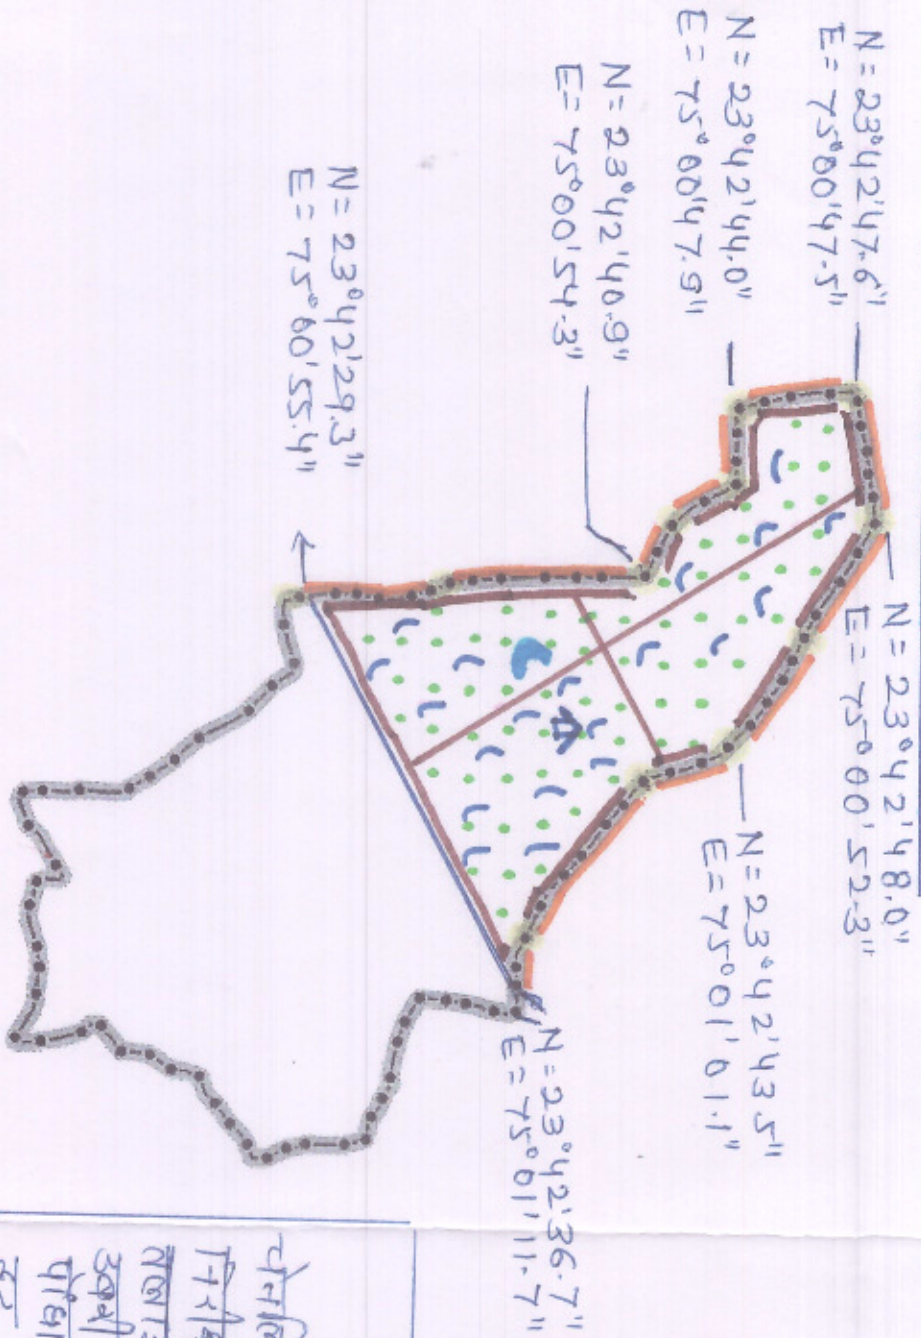 N = 23°42'47.6"
E = 75°00'47.5"
N = 23°42'44.0"
E = 75°00'47.9"
N = 23°42'40.9"
E = 75°00'54.3"
N = 23°42'29.3"
E = 75°00'55.4"
N = 23°42'48.0"
E = 75°00'52.3"
N = 23°42'43.5"
E = 75°01'01.1"
N = 23°42'36.7"
E = 75°01'11.7"